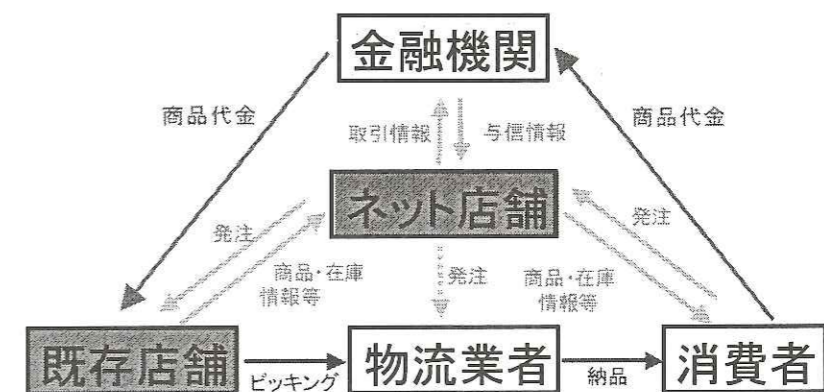 金融機関
商品代金
取引情報
与信情報
商品代金
ネット店舗
発注
商品・在庫
情報等
発注
発注
商品・在庫
情報等
既存店舗
ピッキング
物流業者
納品
消費者